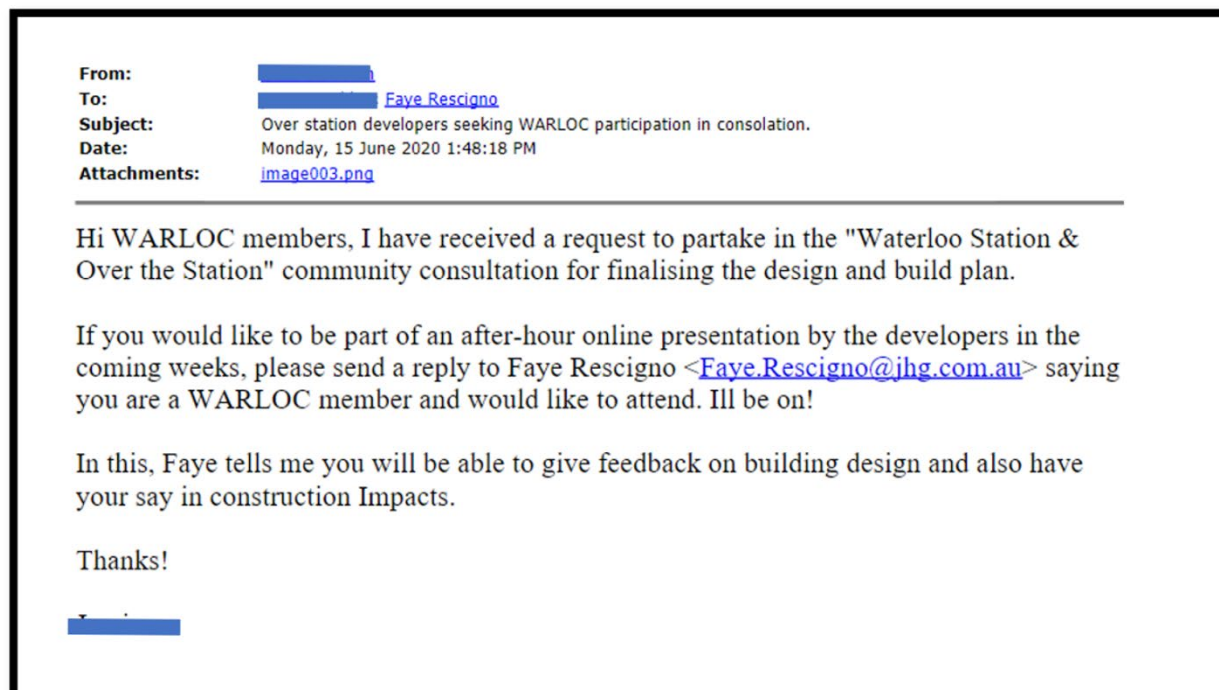 From:
To: Faye Rescigno
Subject: Over station developers seeking WARLOC participation in consolation.
Date: Monday, 15 June 2020 1:48:18 PM
Attachments: image003.png
Hi WARLOC members, I have received a request to partake in the "Waterloo Station &
Over the Station" community consultation for finalising the design and build plan.
If you would like to be part of an after-hour online presentation by the developers in the
coming weeks, please send a reply to Faye Rescigno <Faye.Rescigno@jhg.com.au> saying
you are a WARLOC member and would like to attend. Ill be on!
In this, Faye tells me you will be able to give feedback on building design and also have
your say in construction Impacts.
Thanks!